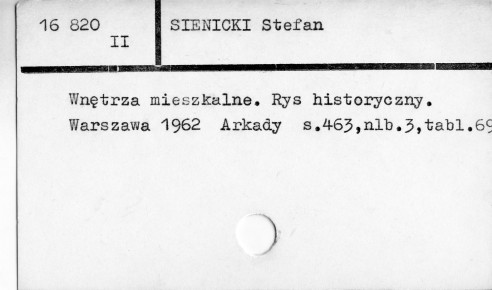 16 820
II
SIENICKI Stefan
Wnętrza mieszkalne. Rys historyczny.
Warszawa 1962 Arkady s.463,nlb.3,tabl.69